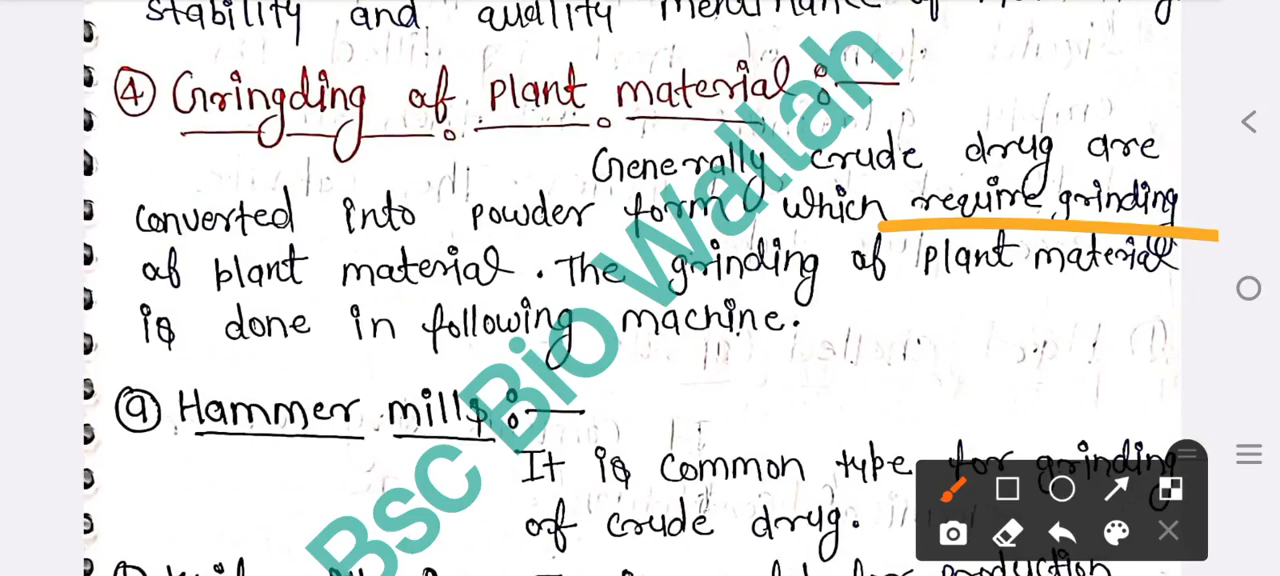 stability and quality of
④ Gringding of plant material :-
Generally crude drug are
converted into powder form which require grinding
of plant material. The grinding of plant material
is done in following machine.
ⓐ Hammer mills :-
It is common type for grinding
of crude drug.
production
Bsc Bio Wallah